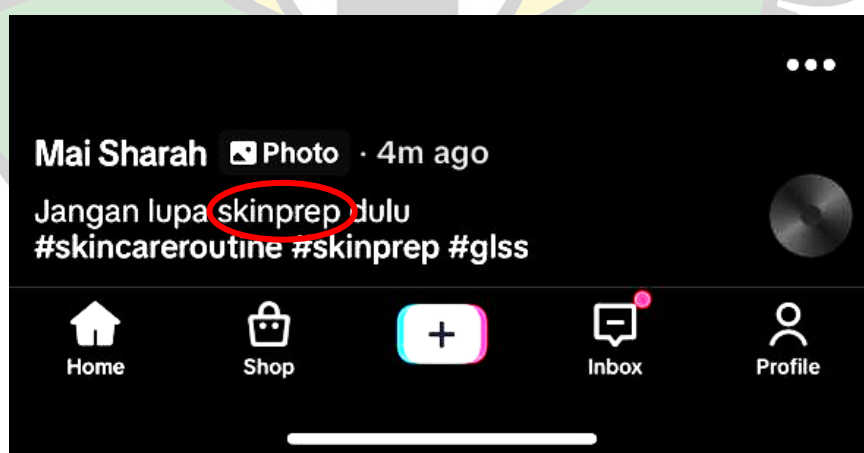 Mai Sharah Photo · 4m ago
Jangan lupa skinprep dulu
#skincareroutine #skinprep #glss
Home Shop Inbox Profile